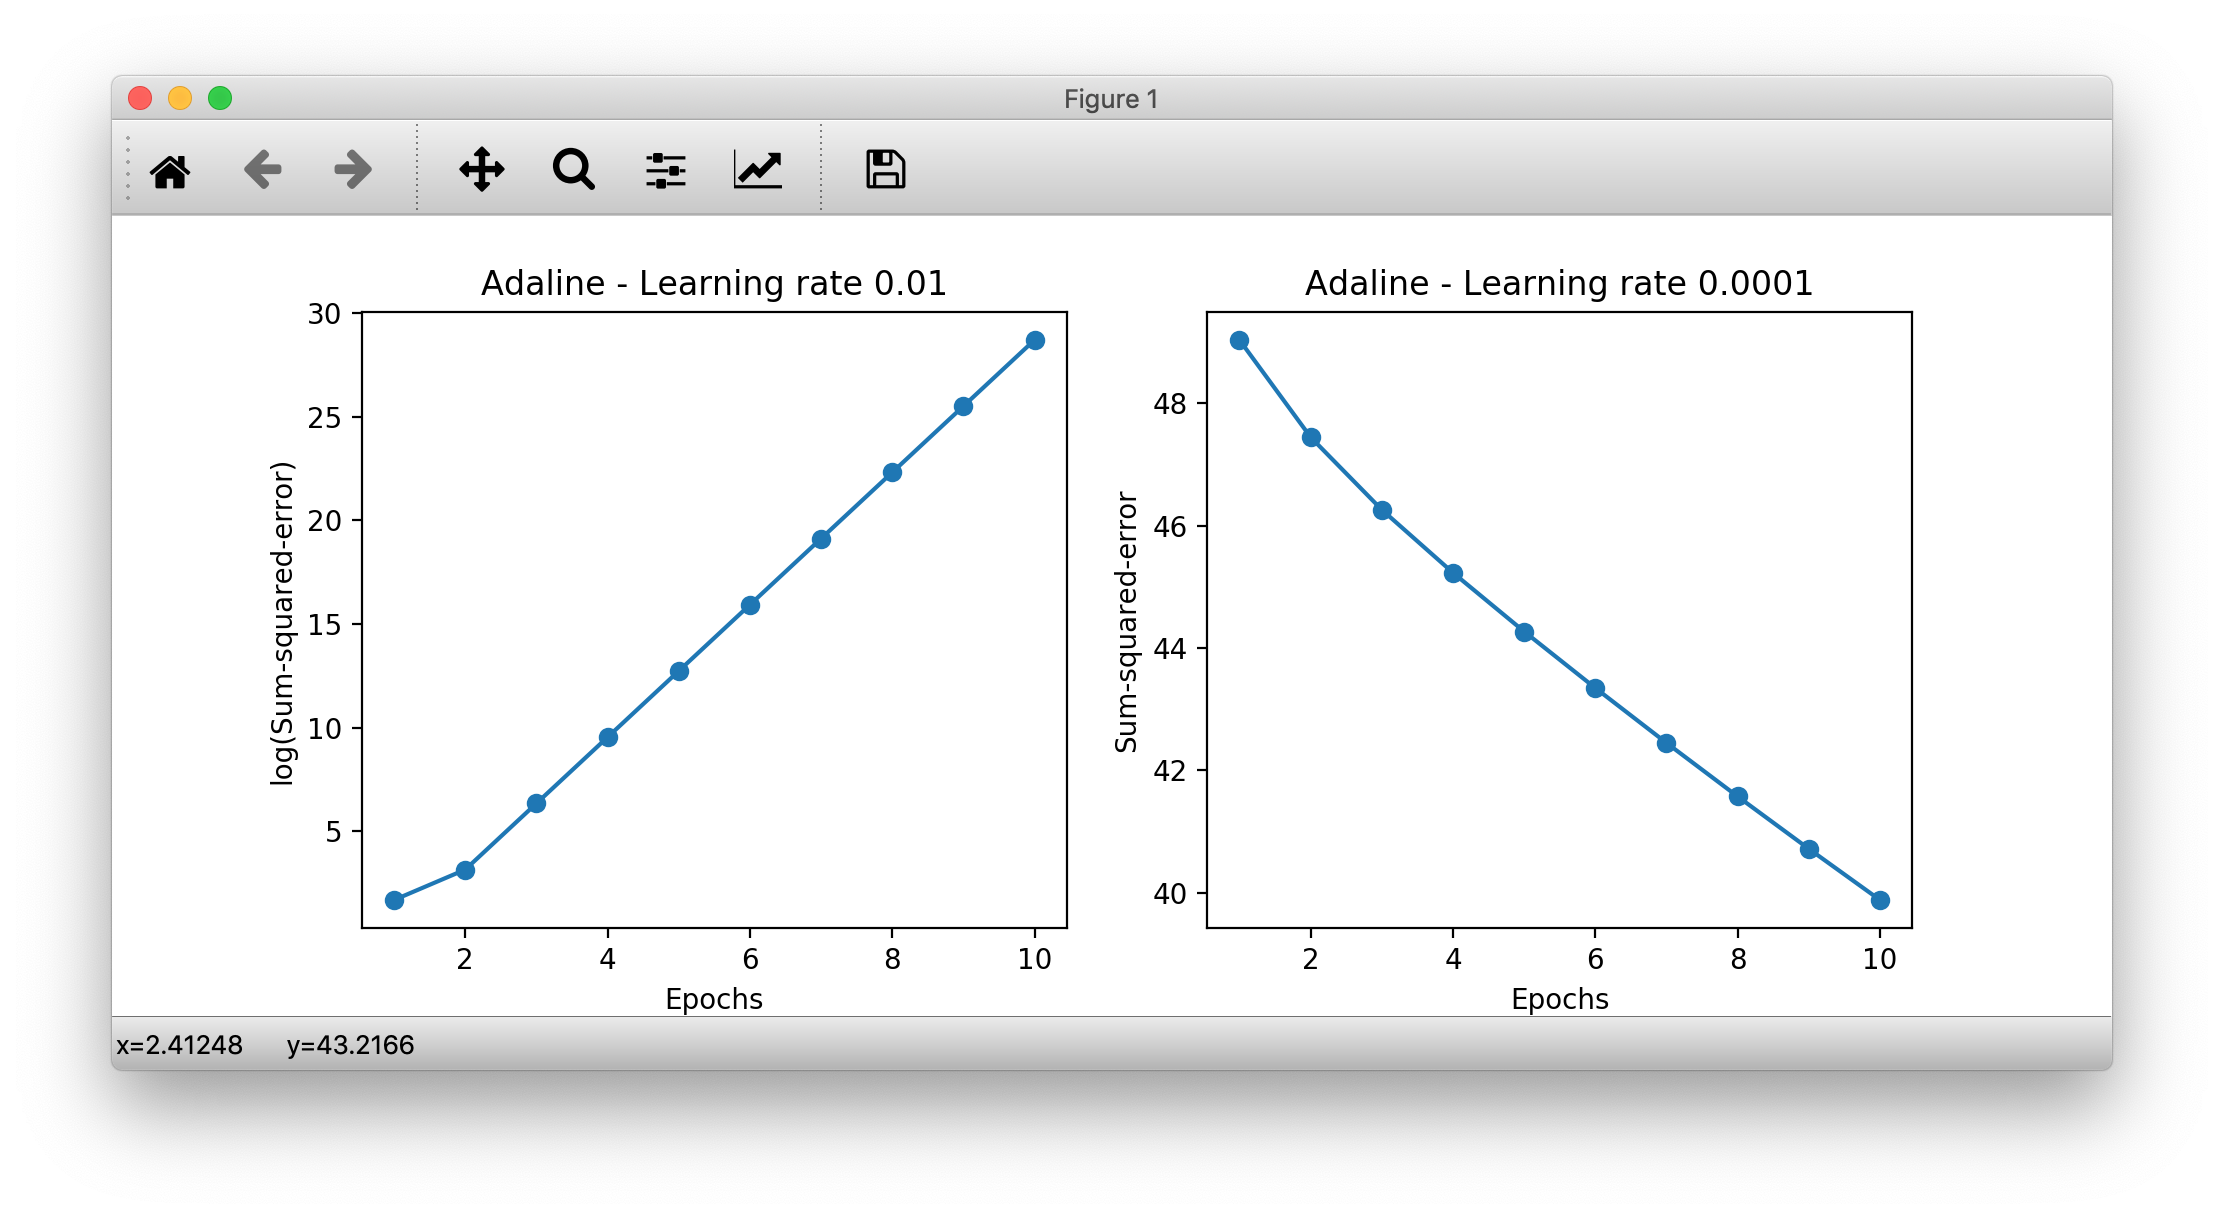 Figure 1
Adaline - Learning rate 0.01
30
25
20
15
10
5
log(Sum-squared-error)
2 4 6 8 10
Epochs
Adaline - Learning rate 0.0001
48
46
44
42
40
Sum-squared-error
2 4 6 8 10
Epochs
x=2.41248 y=43.2166